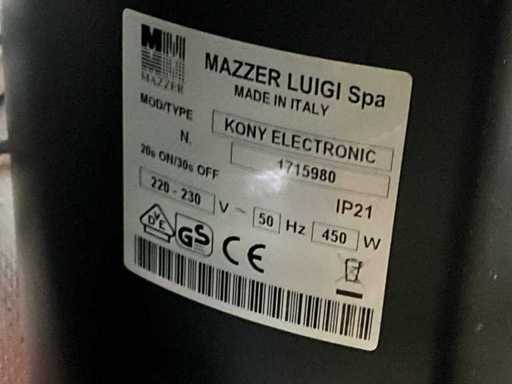 MAZZER
MAZZER LUIGI Spa
MADE IN ITALY
MOD/TYPE KONY ELECTRONIC
N. 1715980
20s ON/30s OFF IP21
220 - 230 V ~ 50 Hz 450 W
DVE GS CE